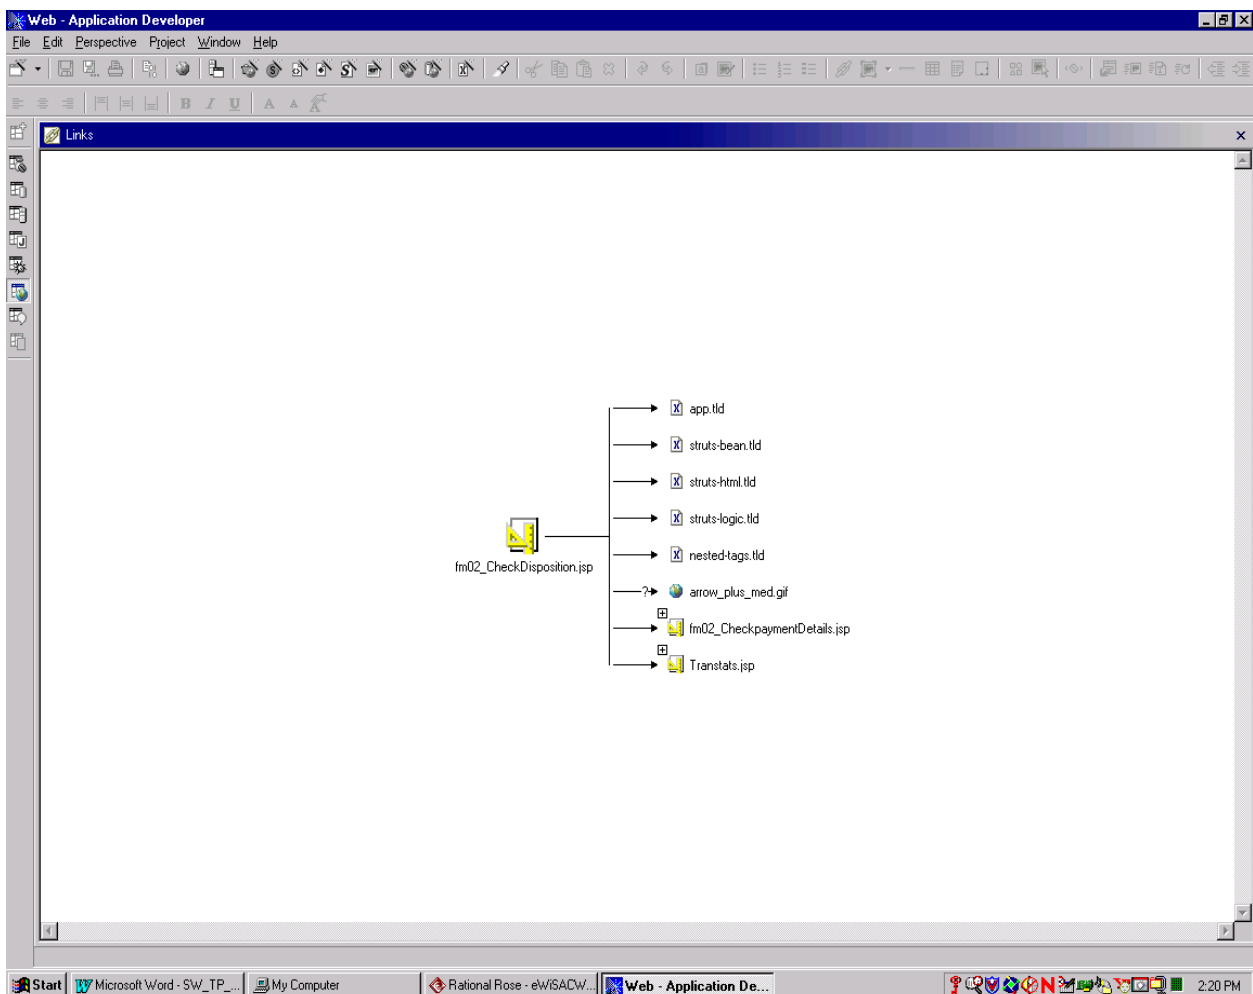 Web - Application Developer
File Edit Perspective Project Window Help
B I U A A
Links
app.tld
struts-bean.tld
struts-html.tld
struts-logic.tld
fm02_CheckDisposition.jsp
nested-tags.tld
? arrow_plus_med.gif
fm02_CheckpaymentDetails.jsp
Transtats.jsp
Start Microsoft Word - SW_TP_... My Computer Rational Rose - eWiSACW... Web - Application De... 2:20 PM